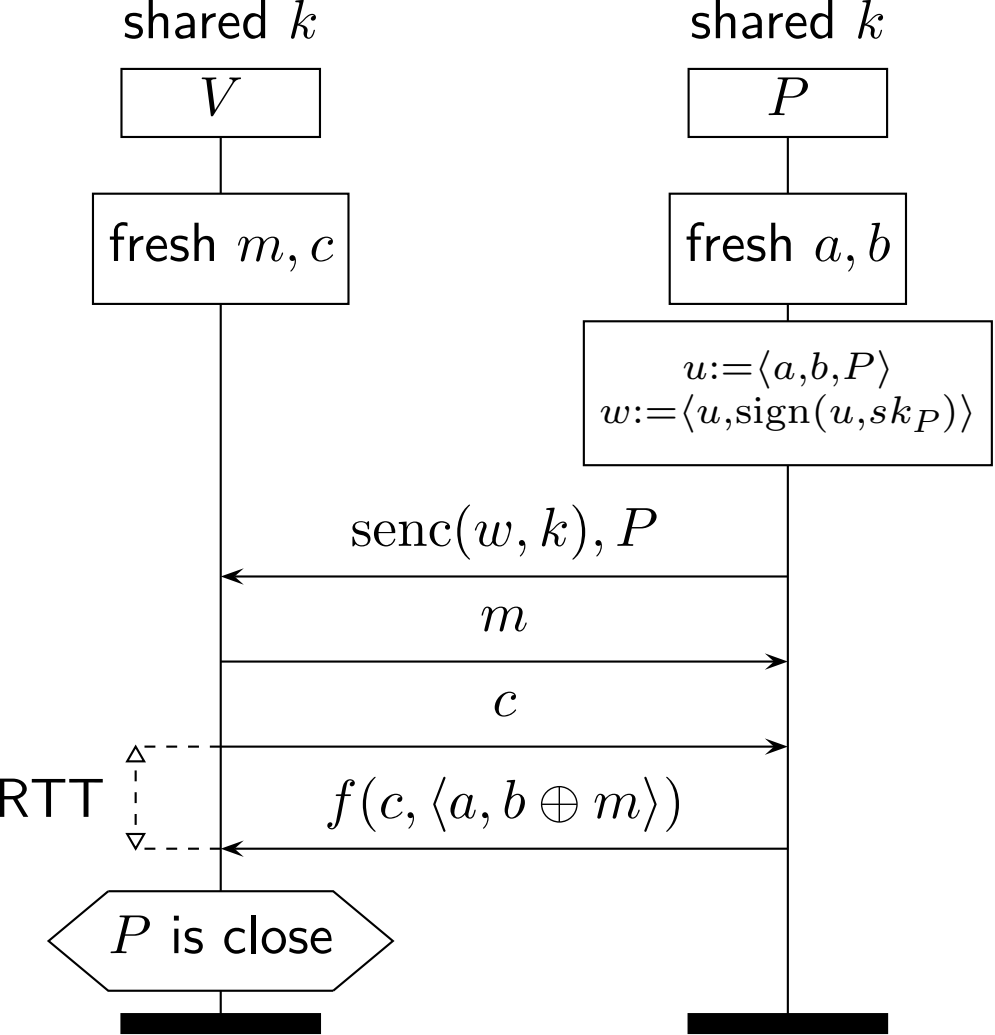 shared k
shared k
V
P
fresh m, c
fresh a, b
u:=⟨a,b,P⟩
w:=⟨u,sign(u,sk_P)⟩
senc(w, k), P
m
c
RTT
f(c, ⟨a, b ⊕ m⟩)
P is close